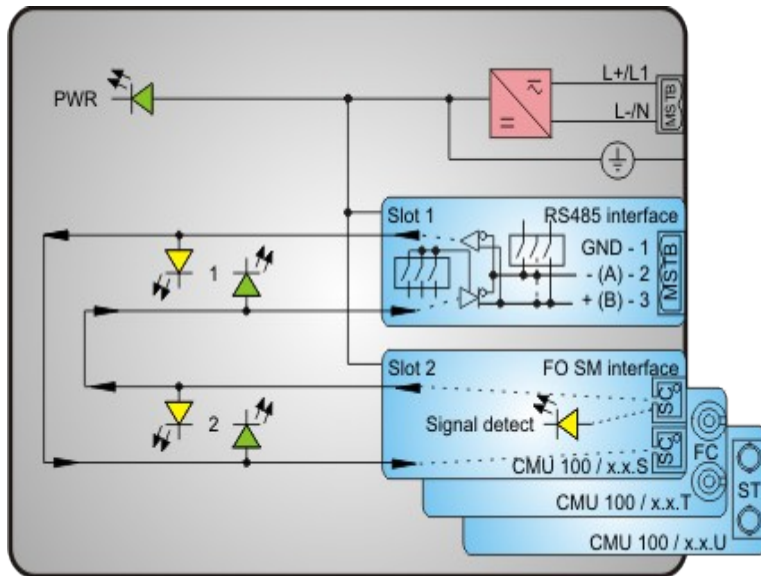 L+/L1
PWR
MSTB
L-/N
Slot 1 RS485 interface
GND - 1
1 - (A) - 2 MSTB
+ (B) - 3
Slot 2 FO SM interface
SC
2 Signal detect
SC FC
CMU 100 / x.x.S
ST
CMU 100 / x.x.T
CMU 100 / x.x.U